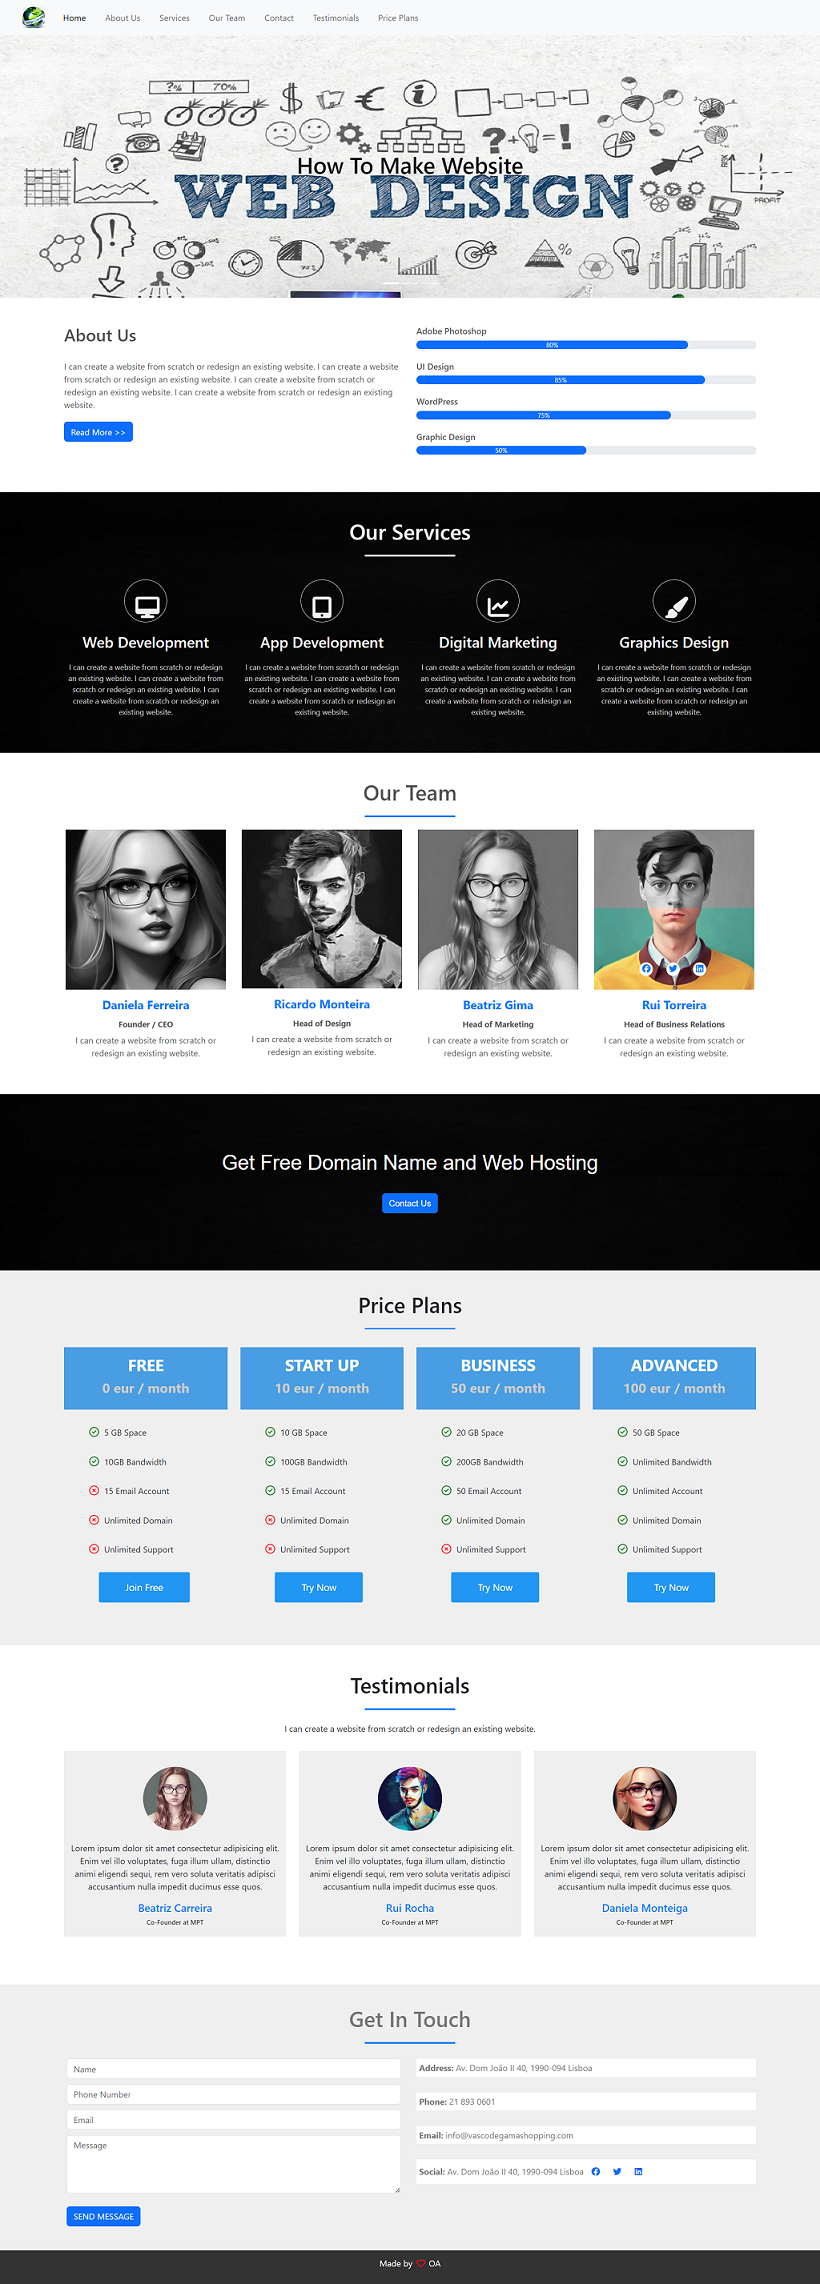 Home About Us Services Our Team Contact Testimonials Price Plans
?% 70%
How To Make Website
WEB DESIGN
PROFIT
75%
%
About Us
I can create a website from scratch or redesign an existing website. I can create a website
from scratch or redesign an existing website. I can create a website from scratch or
redesign an existing website. I can create a website from scratch or redesign an existing
website.
Read More >>
Adobe Photoshop
80%
UI Design
85%
WordPress
75%
Graphic Design
50%
Our Services
Web Development
I can create a website from scratch or redesign
an existing website. I can create a website from
scratch or redesign an existing website. I can
create a website from scratch or redesign an
existing website.
App Development
I can create a website from scratch or redesign
an existing website. I can create a website from
scratch or redesign an existing website. I can
create a website from scratch or redesign an
existing website.
Digital Marketing
I can create a website from scratch or redesign
an existing website. I can create a website from
scratch or redesign an existing website. I can
create a website from scratch or redesign an
existing website.
Graphics Design
I can create a website from scratch or redesign
an existing website. I can create a website from
scratch or redesign an existing website. I can
create a website from scratch or redesign an
existing website.
Our Team
Daniela Ferreira
Founder / CEO
I can create a website from scratch or
redesign an existing website.
Ricardo Monteira
Head of Design
I can create a website from scratch or
redesign an existing website.
Beatriz Gima
Head of Marketing
I can create a website from scratch or
redesign an existing website.
Rui Torreira
Head of Business Relations
I can create a website from scratch or
redesign an existing website.
Get Free Domain Name and Web Hosting
Contact Us
Price Plans
FREE
0 eur / month
5 GB Space
10GB Bandwidth
15 Email Account
Unlimited Domain
Unlimited Support
Join Free
START UP
10 eur / month
10 GB Space
100GB Bandwidth
15 Email Account
Unlimited Domain
Unlimited Support
Try Now
BUSINESS
50 eur / month
20 GB Space
200GB Bandwidth
50 Email Account
Unlimited Domain
Unlimited Support
Try Now
ADVANCED
100 eur / month
50 GB Space
Unlimited Bandwidth
Unlimited Account
Unlimited Domain
Unlimited Support
Try Now
Testimonials
I can create a website from scratch or redesign an existing website.
Lorem ipsum dolor sit amet consectetur adipisicing elit.
Enim vel illo voluptates, fuga illum ullam, distinctio
animi eligendi sequi, rem vero soluta veritatis adipisci
accusantium nulla impedit ducimus esse quos.
Beatriz Carreira
Co-Founder at MPT
Lorem ipsum dolor sit amet consectetur adipisicing elit.
Enim vel illo voluptates, fuga illum ullam, distinctio
animi eligendi sequi, rem vero soluta veritatis adipisci
accusantium nulla impedit ducimus esse quos.
Rui Rocha
Co-Founder at MPT
Lorem ipsum dolor sit amet consectetur adipisicing elit.
Enim vel illo voluptates, fuga illum ullam, distinctio
animi eligendi sequi, rem vero soluta veritatis adipisci
accusantium nulla impedit ducimus esse quos.
Daniela Monteiga
Co-Founder at MPT
Get In Touch
Name
Phone Number
Email
Message
SEND MESSAGE
Address: Av. Dom João II 40, 1990-094 Lisboa
Phone: 21 893 0601
Email: info@vascodegamashopping.com
Social: Av. Dom João II 40, 1990-094 Lisboa
Made by OA